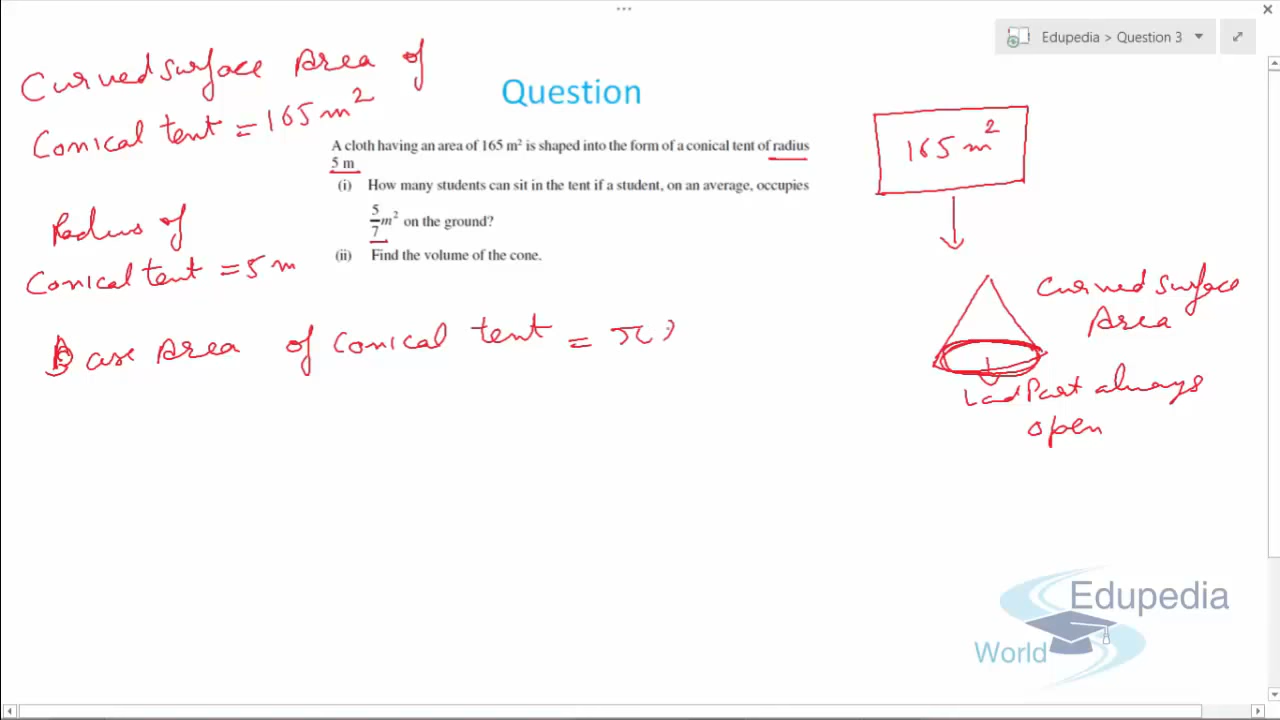 Edupedia > Question 3
Curved surface Area of
Conical tent = 165 m²
Question
A cloth having an area of 165 m² is shaped into the form of a conical tent of radius
5 m
(i) How many students can sit in the tent if a student, on an average, occupies
5/7 m² on the ground?
(ii) Find the volume of the cone.
165 m²
Radius of
Conical tent = 5 m
Base Area of Conical tent = π
Curved surface
Area
Part always
open
Edupedia
World